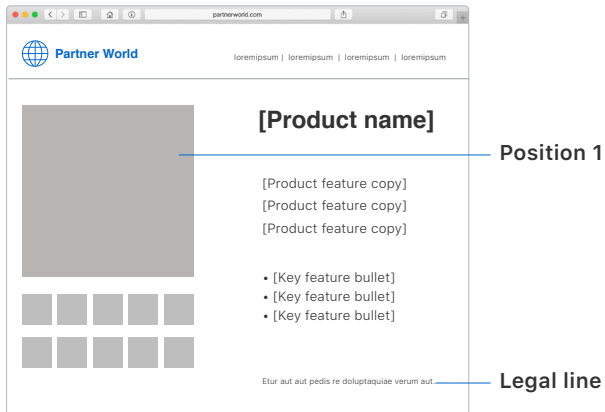 partnerworld.com
Partner World
loremipsum | loremipsum | loremipsum | loremipsum
[Product name]
Position 1
[Product feature copy]
[Product feature copy]
[Product feature copy]
• [Key feature bullet]
• [Key feature bullet]
• [Key feature bullet]
Etur aut aut pedis re doluptaquiae verum aut.
Legal line